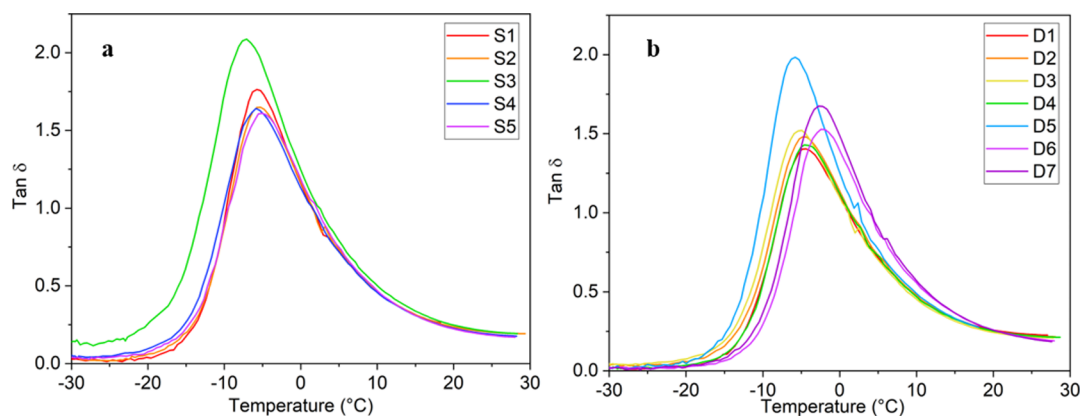 a
S1
S2
S3
S4
S5
Tan δ
2.0
1.5
1.0
0.5
0.0
-30 -20 -10 0 10 20 30
Temperature (°C)
b
D1
D2
D3
D4
D5
D6
D7
Tan δ
2.0
1.5
1.0
0.5
0.0
-30 -20 -10 0 10 20 30
Temperature (°C)